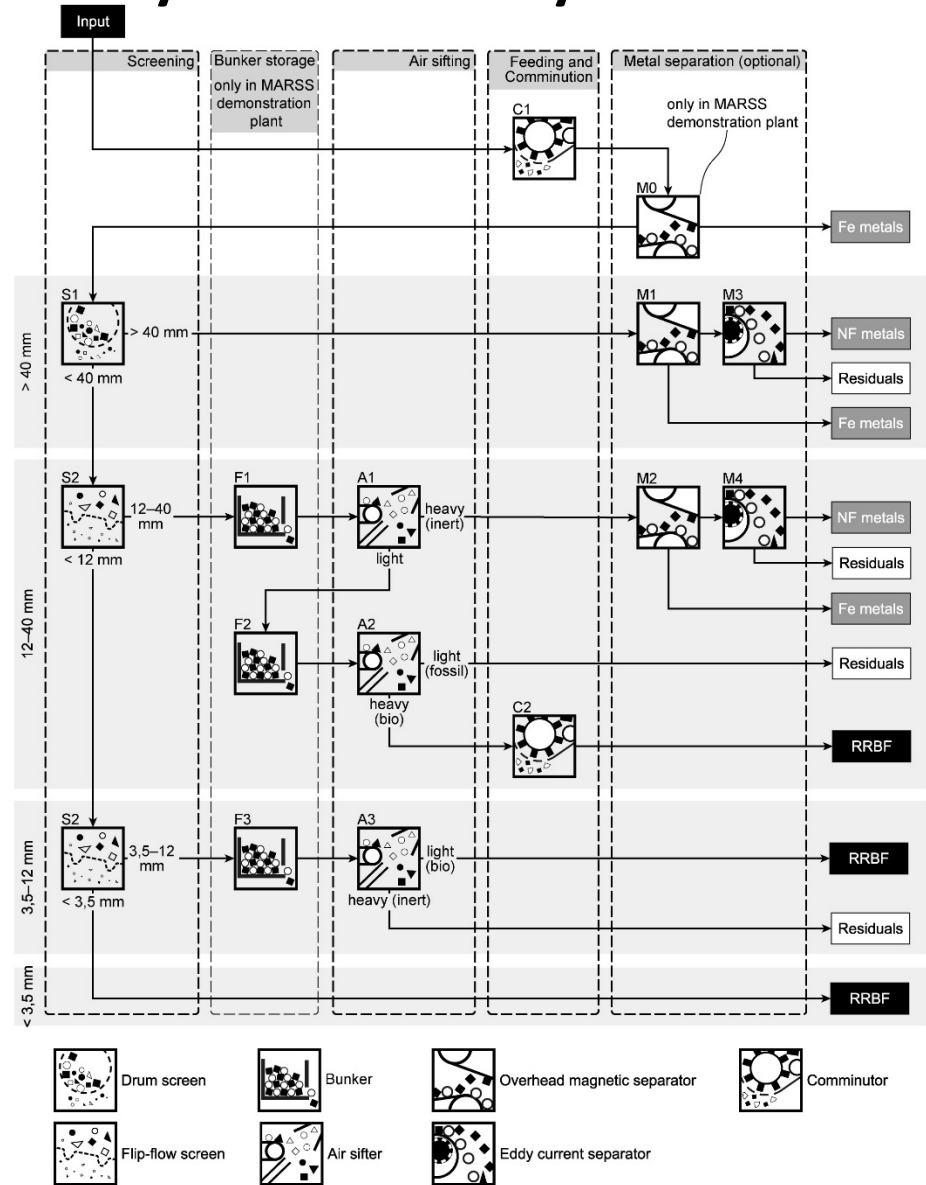 Input
Screening
Bunker storage
only in MARSS
demonstration
plant
Air sifting
Feeding and
Comminution
Metal separation (optional)
only in MARSS
demonstration plant
C1
M0
Fe metals
> 40 mm
S1
> 40 mm
< 40 mm
M1
M3
NF metals
Residuals
Fe metals
12–40 mm
S2
12–40
mm
< 12 mm
F1
A1
heavy
(inert)
light
M2
M4
NF metals
Residuals
Fe metals
F2
A2
light
(fossil)
heavy
(bio)
Residuals
C2
RRBF
3,5–12 mm
S2
3,5–12
mm
< 3,5 mm
F3
A3
light
(bio)
heavy (inert)
RRBF
Residuals
< 3,5 mm
RRBF
Drum screen
Bunker
Overhead magnetic separator
Comminutor
Flip-flow screen
Air sifter
Eddy current separator